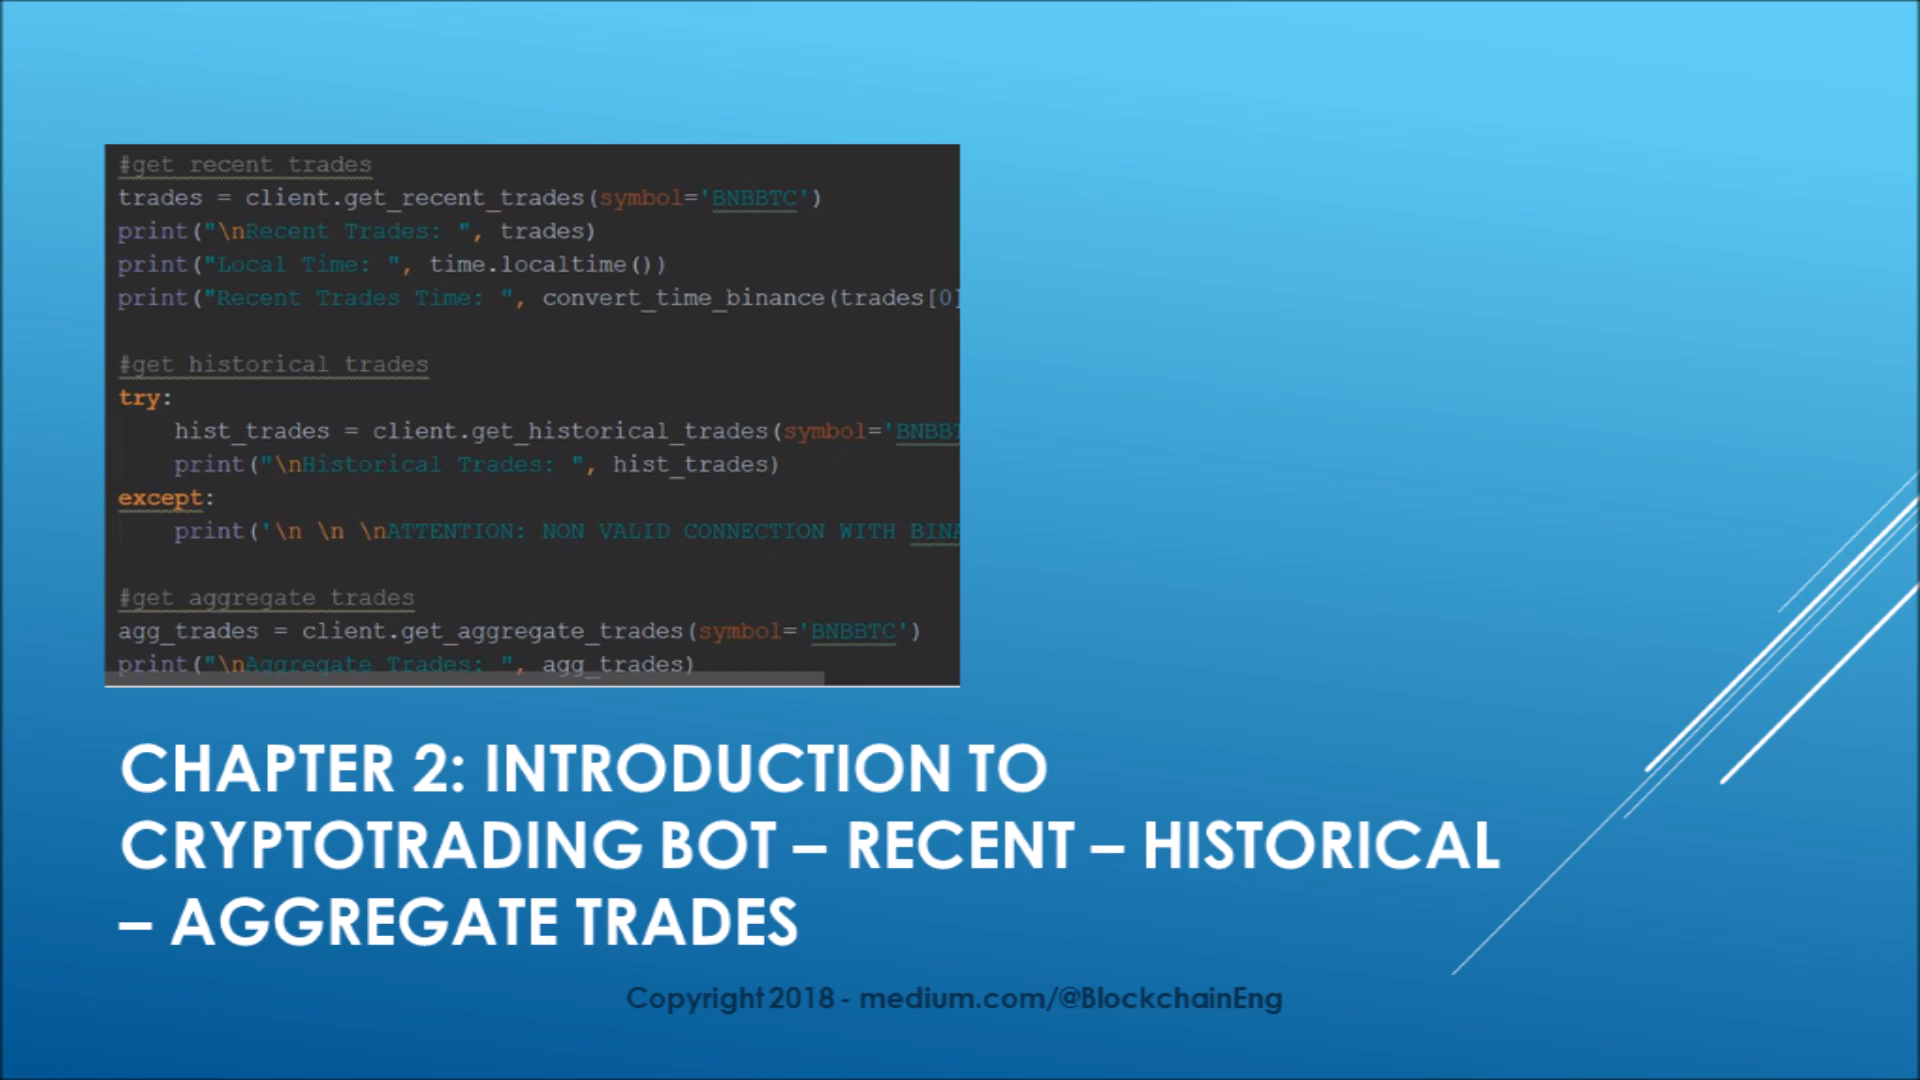 #get recent trades
trades = client.get_recent_trades(symbol='BNBBTC')
print("\nRecent Trades: ", trades)
print("Local Time: ", time.localtime())
print("Recent Trades Time: ", convert_time_binance(trades[0]
#get historical trades
try:
hist_trades = client.get_historical_trades(symbol='BNBBT
print("\nHistorical Trades: ", hist_trades)
except:
print('\n \n \nATTENTION: NON VALID CONNECTION WITH BINA
#get aggregate trades
agg_trades = client.get_aggregate_trades(symbol='BNBBTC')
print("\nAggregate Trades: ", agg_trades)
CHAPTER 2: INTRODUCTION TO
CRYPTOTRADING BOT – RECENT – HISTORICAL
– AGGREGATE TRADES
Copyright 2018 - medium.com/@BlockchainEng